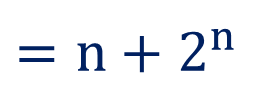 = n + 2ⁿ